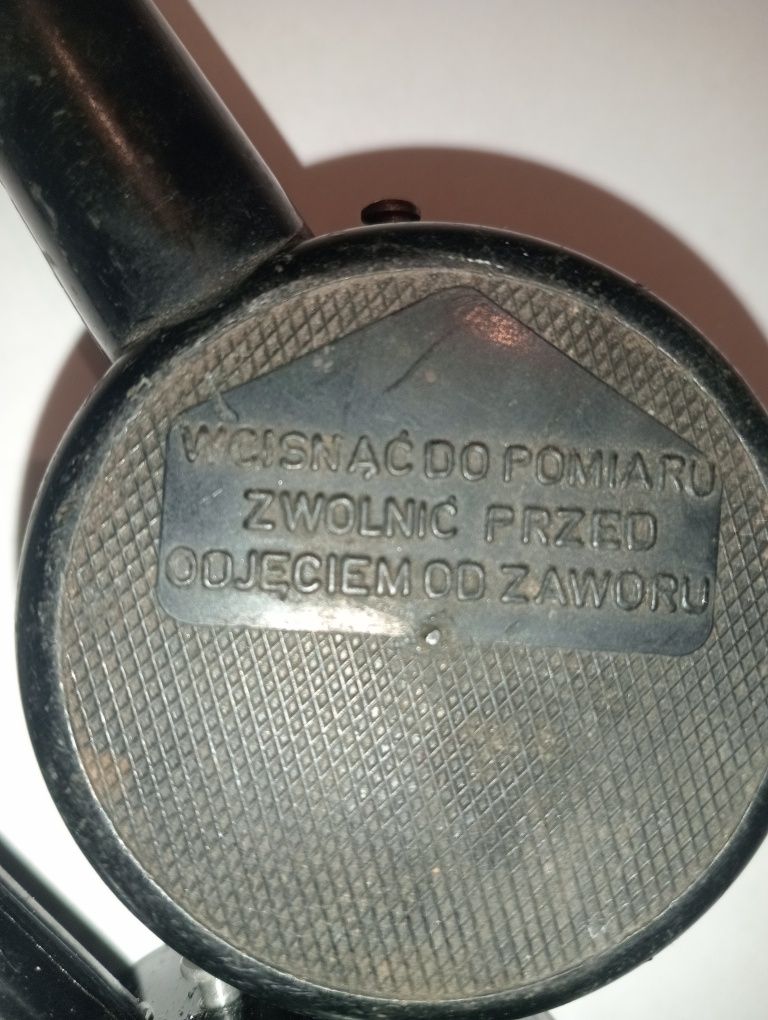 WCISNĄĆ DO POMIARU
ZWOLNIĆ PRZED
ODJĘCIEM OD ZAWORU